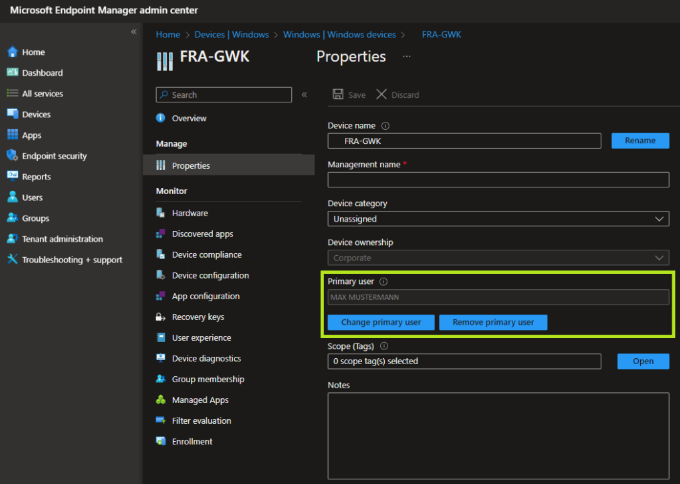 Microsoft Endpoint Manager admin center
«
Home
Dashboard
All services
Devices
Apps
Endpoint security
Reports
Users
Groups
Tenant administration
Troubleshooting + support
Home > Devices | Windows > Windows | Windows devices > FRA-GWK
FRA-GWK
Properties ...
Search
«
Overview
Manage
Properties
Monitor
Hardware
Discovered apps
Device compliance
Device configuration
App configuration
Recovery keys
User experience
Device diagnostics
Group membership
Managed Apps
Filter evaluation
Enrollment
Save Discard
Device name
FRA-GWK Rename
Management name *
Device category
Unassigned
Device ownership
Corporate
Primary user
MAX MUSTERMANN
Change primary user Remove primary user
Scope (Tags)
0 scope tag(s) selected Open
Notes